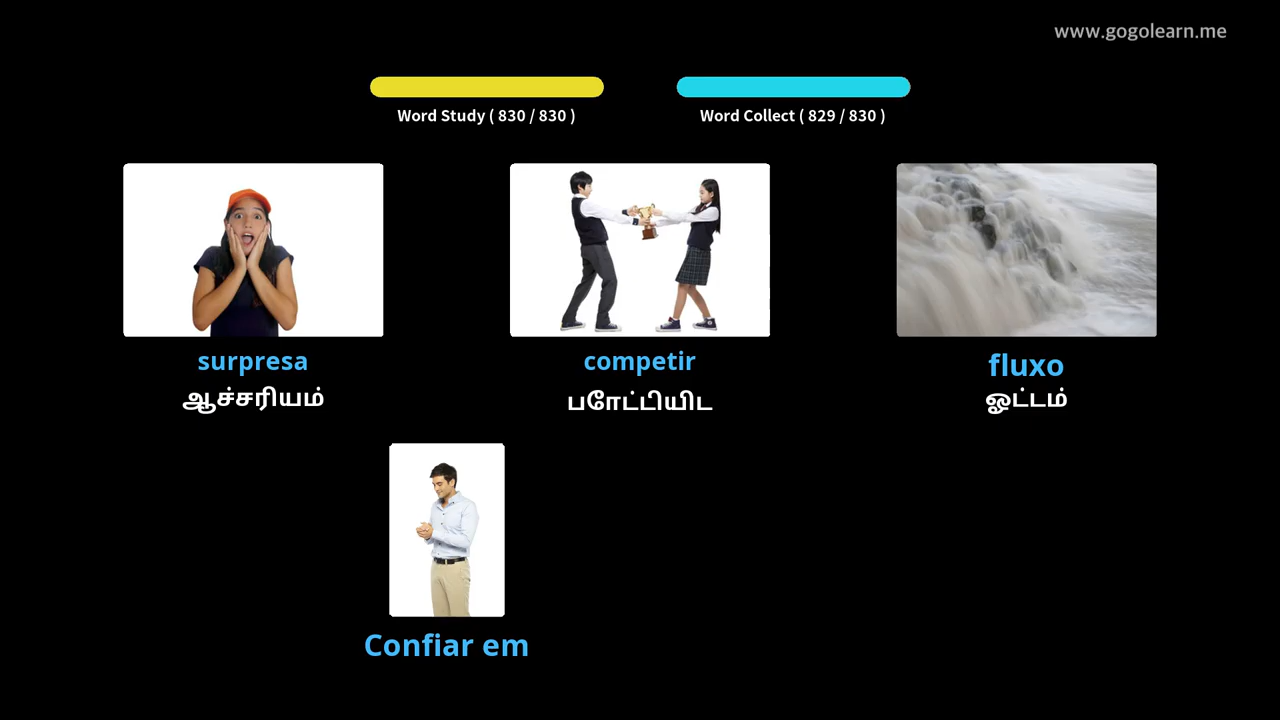 www.gogolearn.me
Word Study ( 830 / 830 )
Word Collect ( 829 / 830 )
surpresa
ஆச்சரியம்
competir
போட்டியிட
fluxo
ஓட்டம்
Confiar em